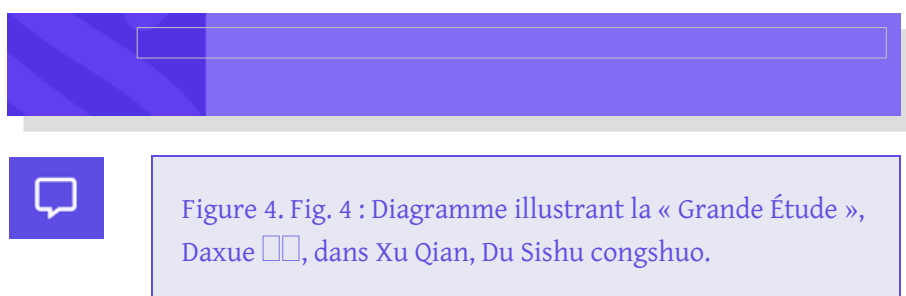 Figure 4. Fig. 4 : Diagramme illustrant la « Grande Étude »,
Daxue □□, dans Xu Qian, Du Sishu congshuo.